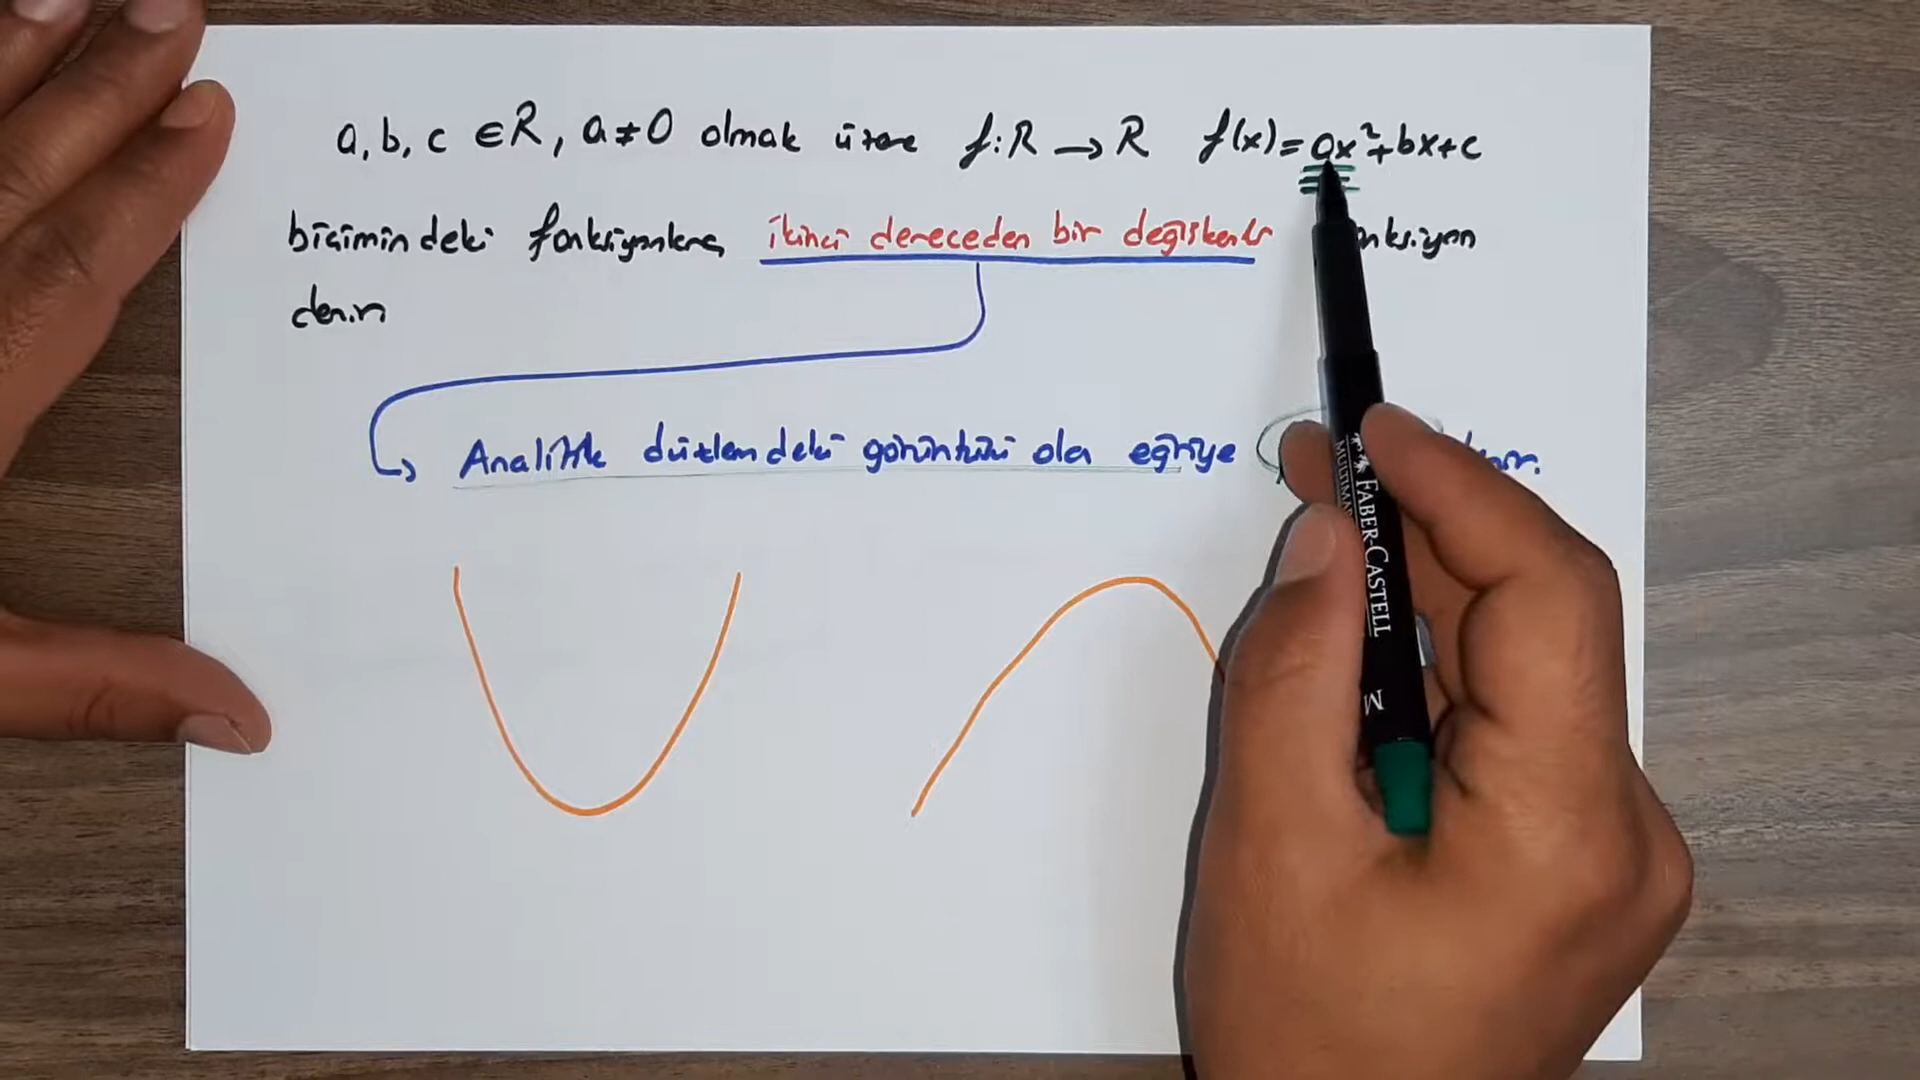 a, b, c ∈ R, a ≠ 0 olmak üzere f: R → R f(x) = ax²+bx+c
biçimindeki fonksiyonlara ikinci dereceden bir değişkenli
denir
Analitik düzlemdeki görüntüsü olan eğriye
FABER-CASTELL
M